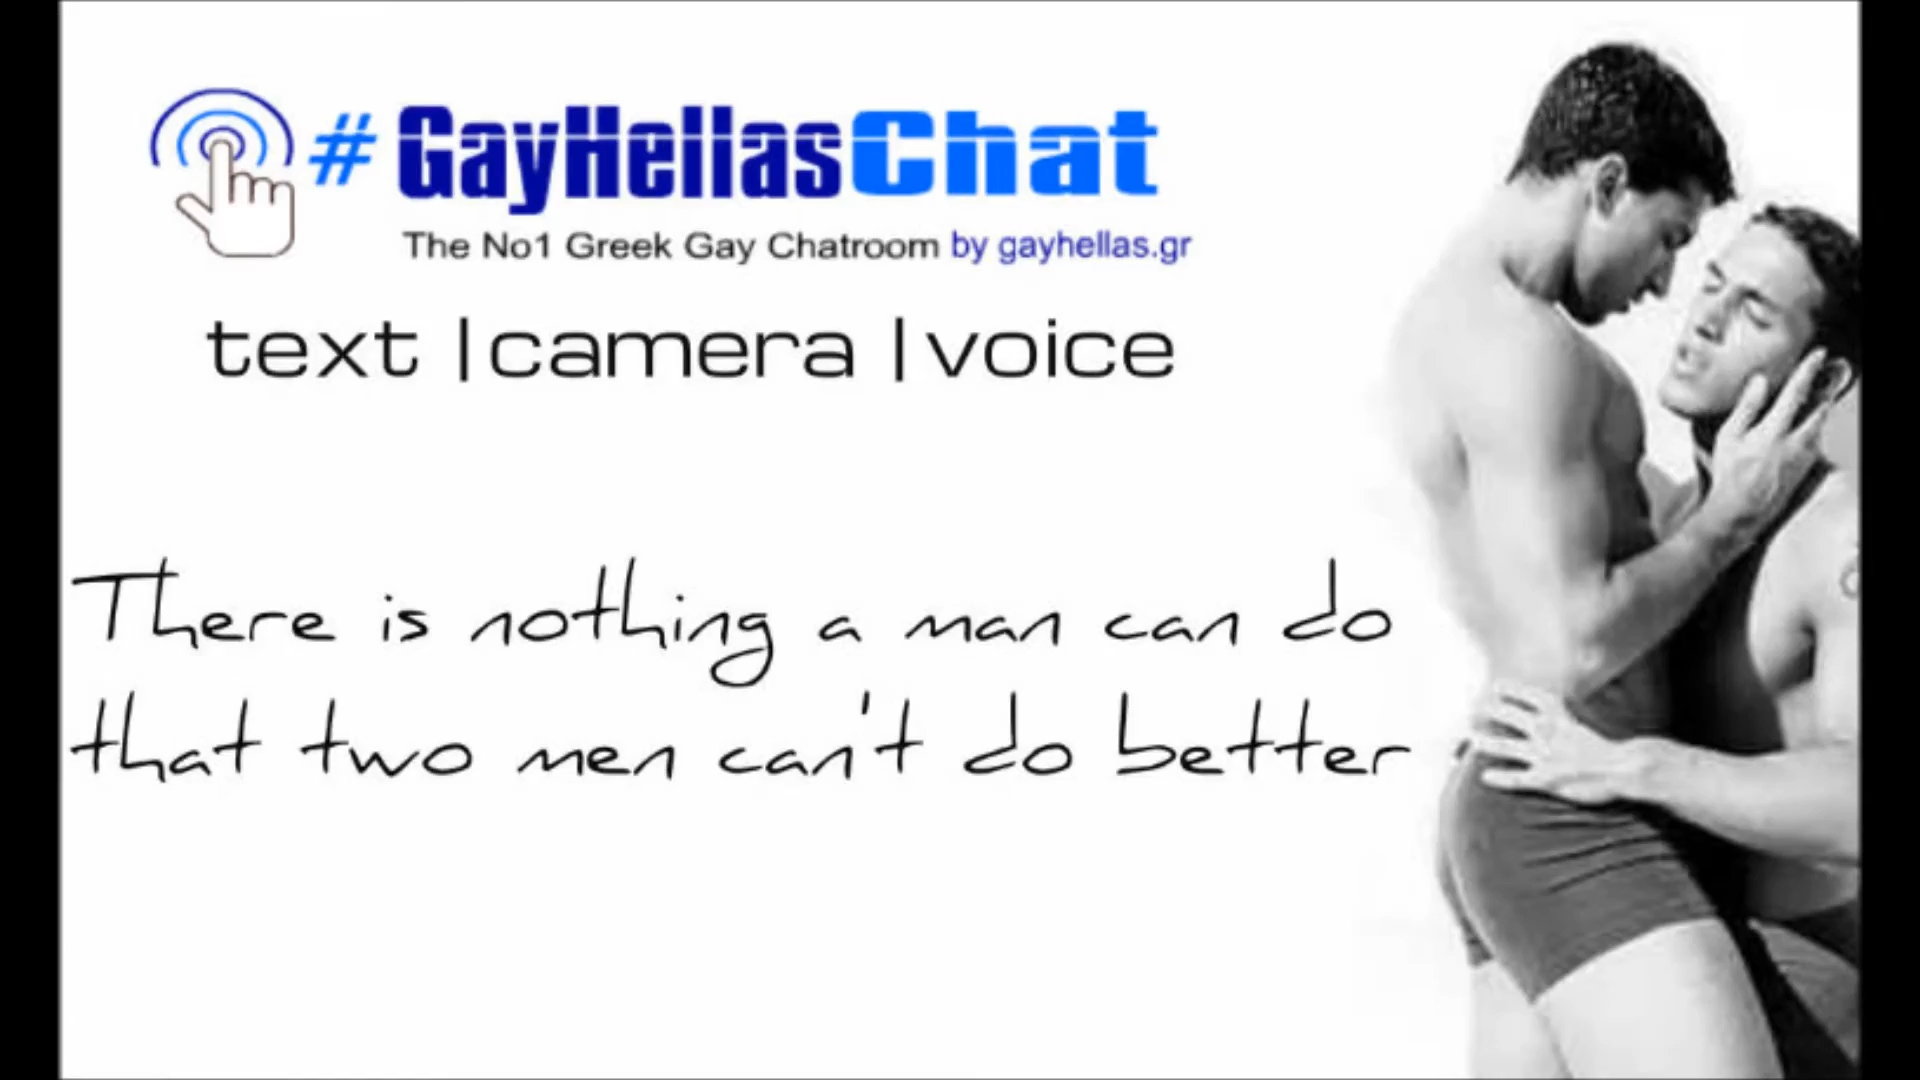 #GayHellasChat
The No1 Greek Gay Chatroom by gayhellas.gr
text |camera |voice
There is nothing a man can do
that two men can't do better